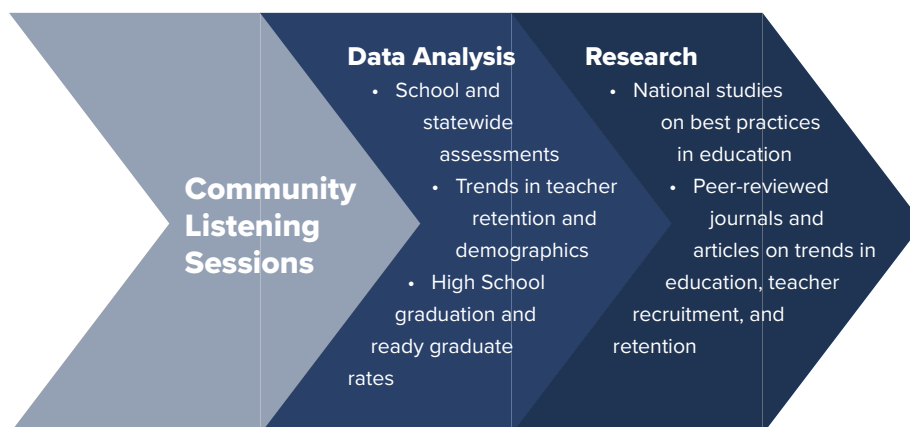 Community
Listening
Sessions
Data Analysis
• School and
statewide
assessments
• Trends in teacher
retention and
demographics
• High School
graduation and
ready graduate
rates
Research
• National studies
on best practices
in education
• Peer-reviewed
journals and
articles on trends in
education, teacher
recruitment, and
retention